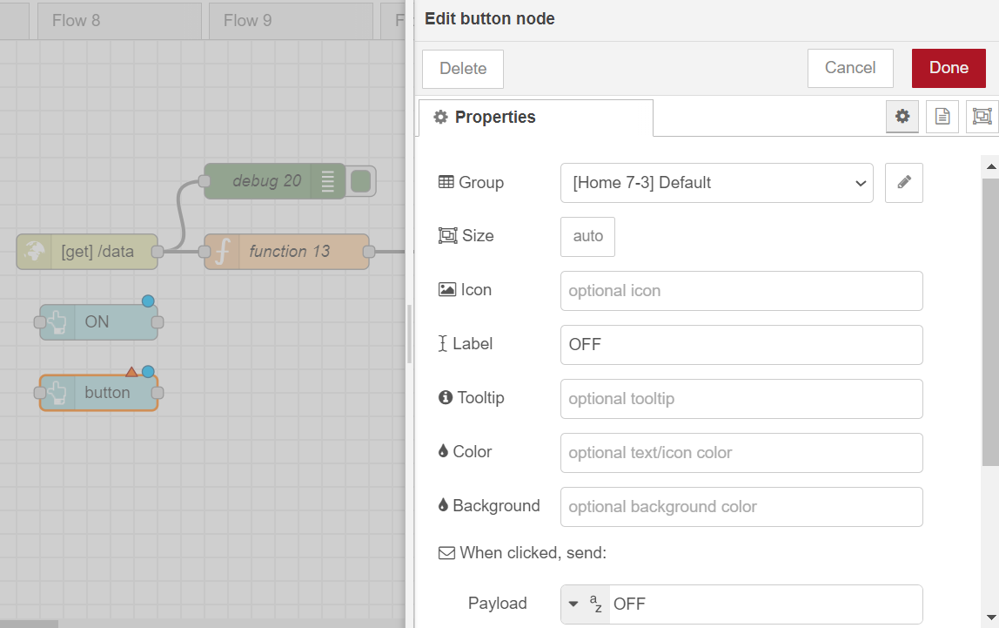 Flow 8
Flow 9
F
Edit button node
Delete
Cancel
Done
Properties
debug 20
[get] /data
function 13
ON
button
Group
[Home 7-3] Default
Size
auto
Icon
optional icon
Label
OFF
Tooltip
optional tooltip
Color
optional text/icon color
Background
optional background color
When clicked, send:
Payload
a
z
OFF